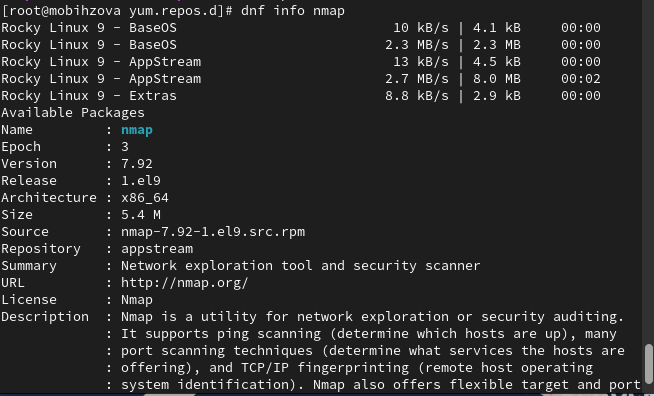 [root@mobihzova yum.repos.d]# dnf info nmap
Rocky Linux 9 - BaseOS                          10 kB/s | 4.1 kB     00:00
Rocky Linux 9 - BaseOS                         2.3 MB/s | 2.3 MB     00:00
Rocky Linux 9 - AppStream                       13 kB/s | 4.5 kB     00:00
Rocky Linux 9 - AppStream                      2.7 MB/s | 8.0 MB     00:02
Rocky Linux 9 - Extras                         8.8 kB/s | 2.9 kB     00:00
Available Packages
Name         : nmap
Epoch        : 3
Version      : 7.92
Release      : 1.el9
Architecture : x86_64
Size         : 5.4 M
Source       : nmap-7.92-1.el9.src.rpm
Repository   : appstream
Summary      : Network exploration tool and security scanner
URL          : http://nmap.org/
License      : Nmap
Description  : Nmap is a utility for network exploration or security auditing.
             : It supports ping scanning (determine which hosts are up), many
             : port scanning techniques (determine what services the hosts are
             : offering), and TCP/IP fingerprinting (remote host operating
             : system identification). Nmap also offers flexible target and port